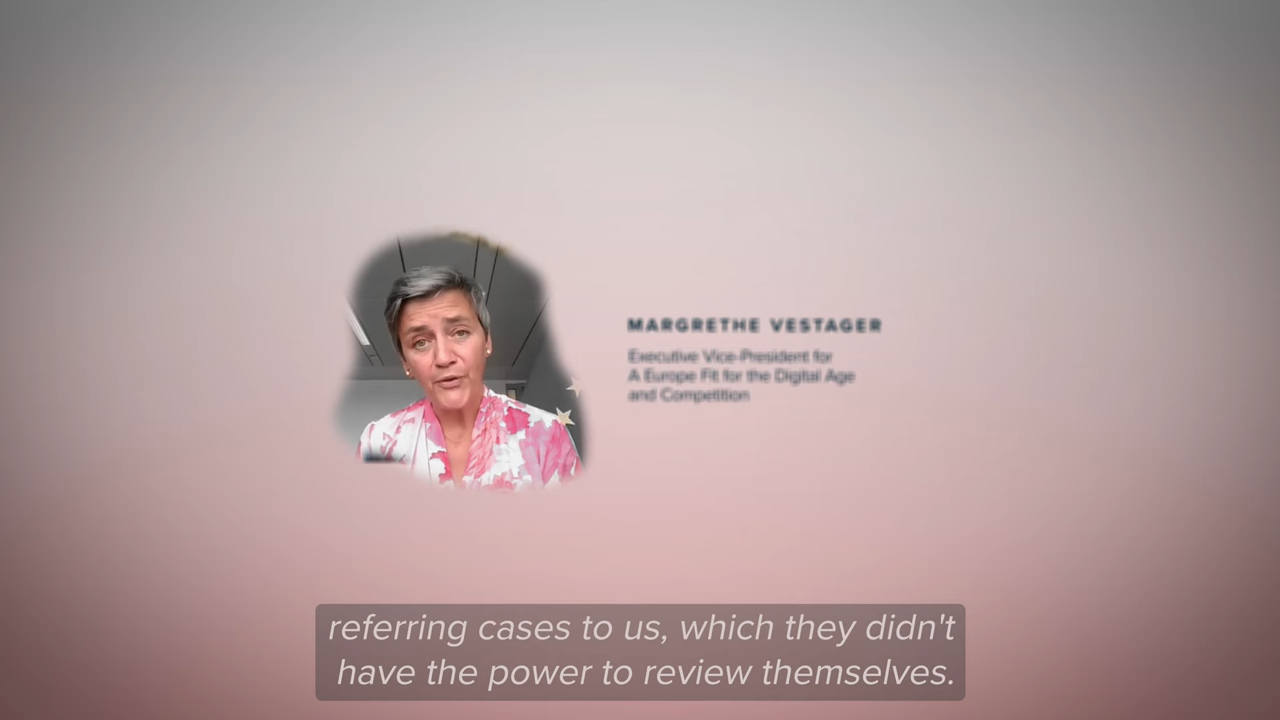 MARGRETHE VESTAGER
Executive Vice-President for
A Europe Fit for the Digital Age
and Competition
referring cases to us, which they didn't
have the power to review themselves.